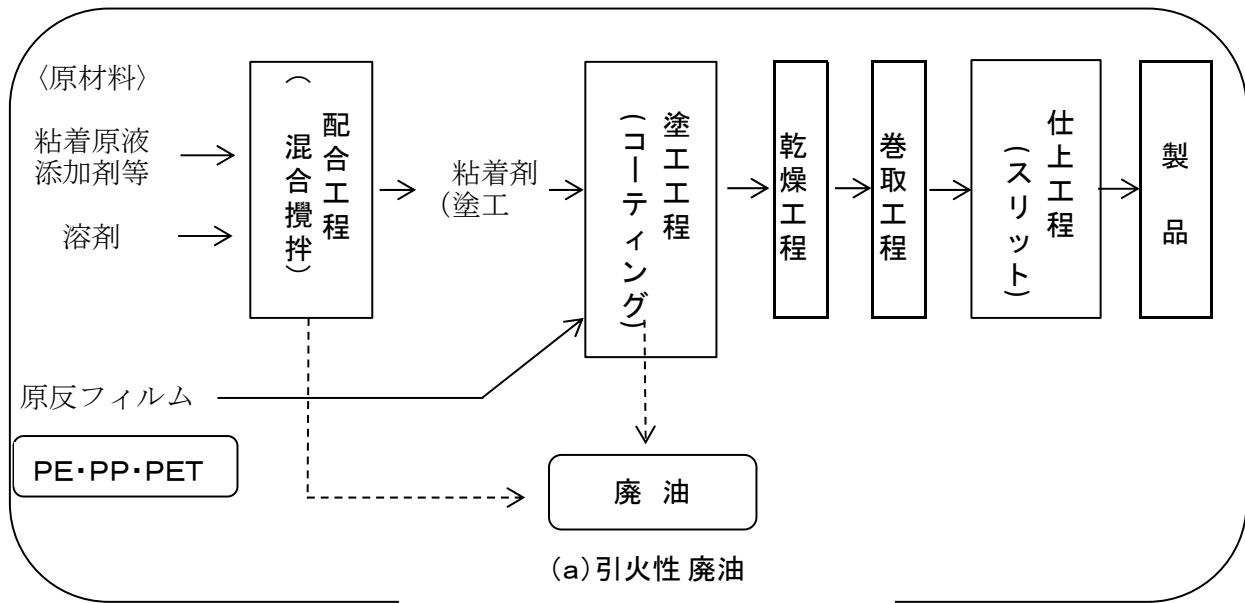 〈原材料〉
粘着原液
添加剤等
溶剤
配合工程
(混合攪拌)
粘着剤
(塗工
塗工工程
(コーティング)
乾燥工程
巻取工程
仕上工程
(スリット)
製品
原反フィルム
PE・PP・PET
廃油
(a)引火性 廃油